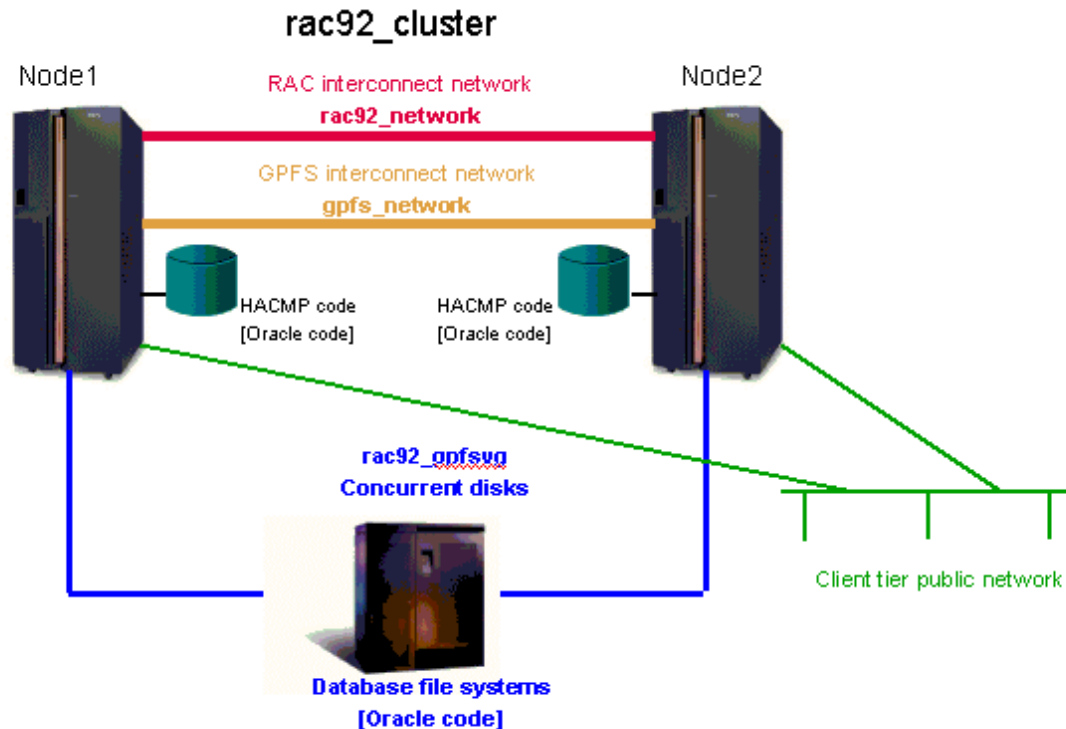 rac92_cluster
Node1
Node2
RAC interconnect network
rac92_network
GPFS interconnect network
gpfs_network
HACMP code
[Oracle code]
HACMP code
[Oracle code]
rac92_gpfsvg
Concurrent disks
Client tier public network
Database file systems
[Oracle code]